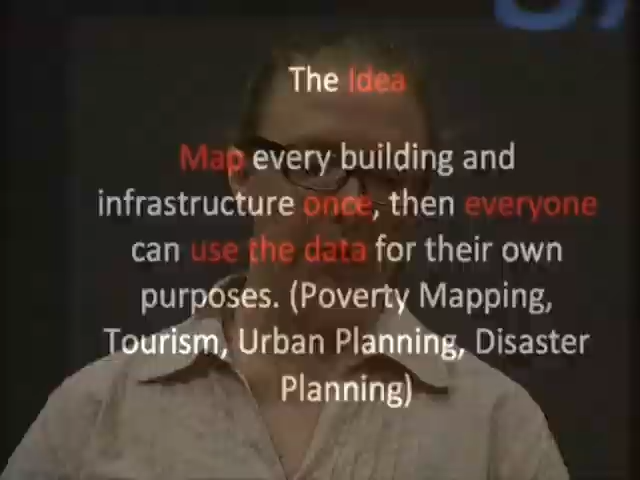 The Idea
Map every building and
infrastructure once, then everyone
can use the data for their own
purposes. (Poverty Mapping,
Tourism, Urban Planning, Disaster
Planning)